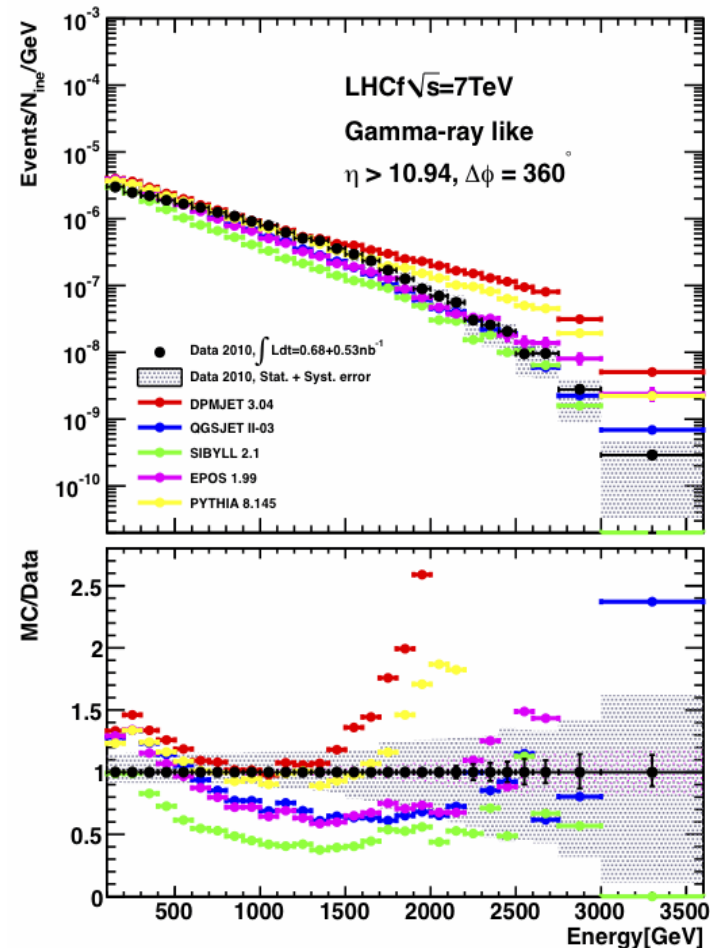 10⁻³
Events/N_ine/GeV
10⁻⁴
LHCf √s=7TeV
Gamma-ray like
10⁻⁵
η > 10.94, Δϕ = 360°
10⁻⁶
10⁻⁷
10⁻⁸
Data 2010, ∫ Ldt=0.68+0.53nb⁻¹
Data 2010, Stat. + Syst. error
DPMJET 3.04
10⁻⁹
QGSJET II-03
SIBYLL 2.1
EPOS 1.99
10⁻¹⁰
PYTHIA 8.145
MC/Data
2.5
2
1.5
1
0.5
0
500 1000 1500 2000 2500 3000 3500
Energy[GeV]